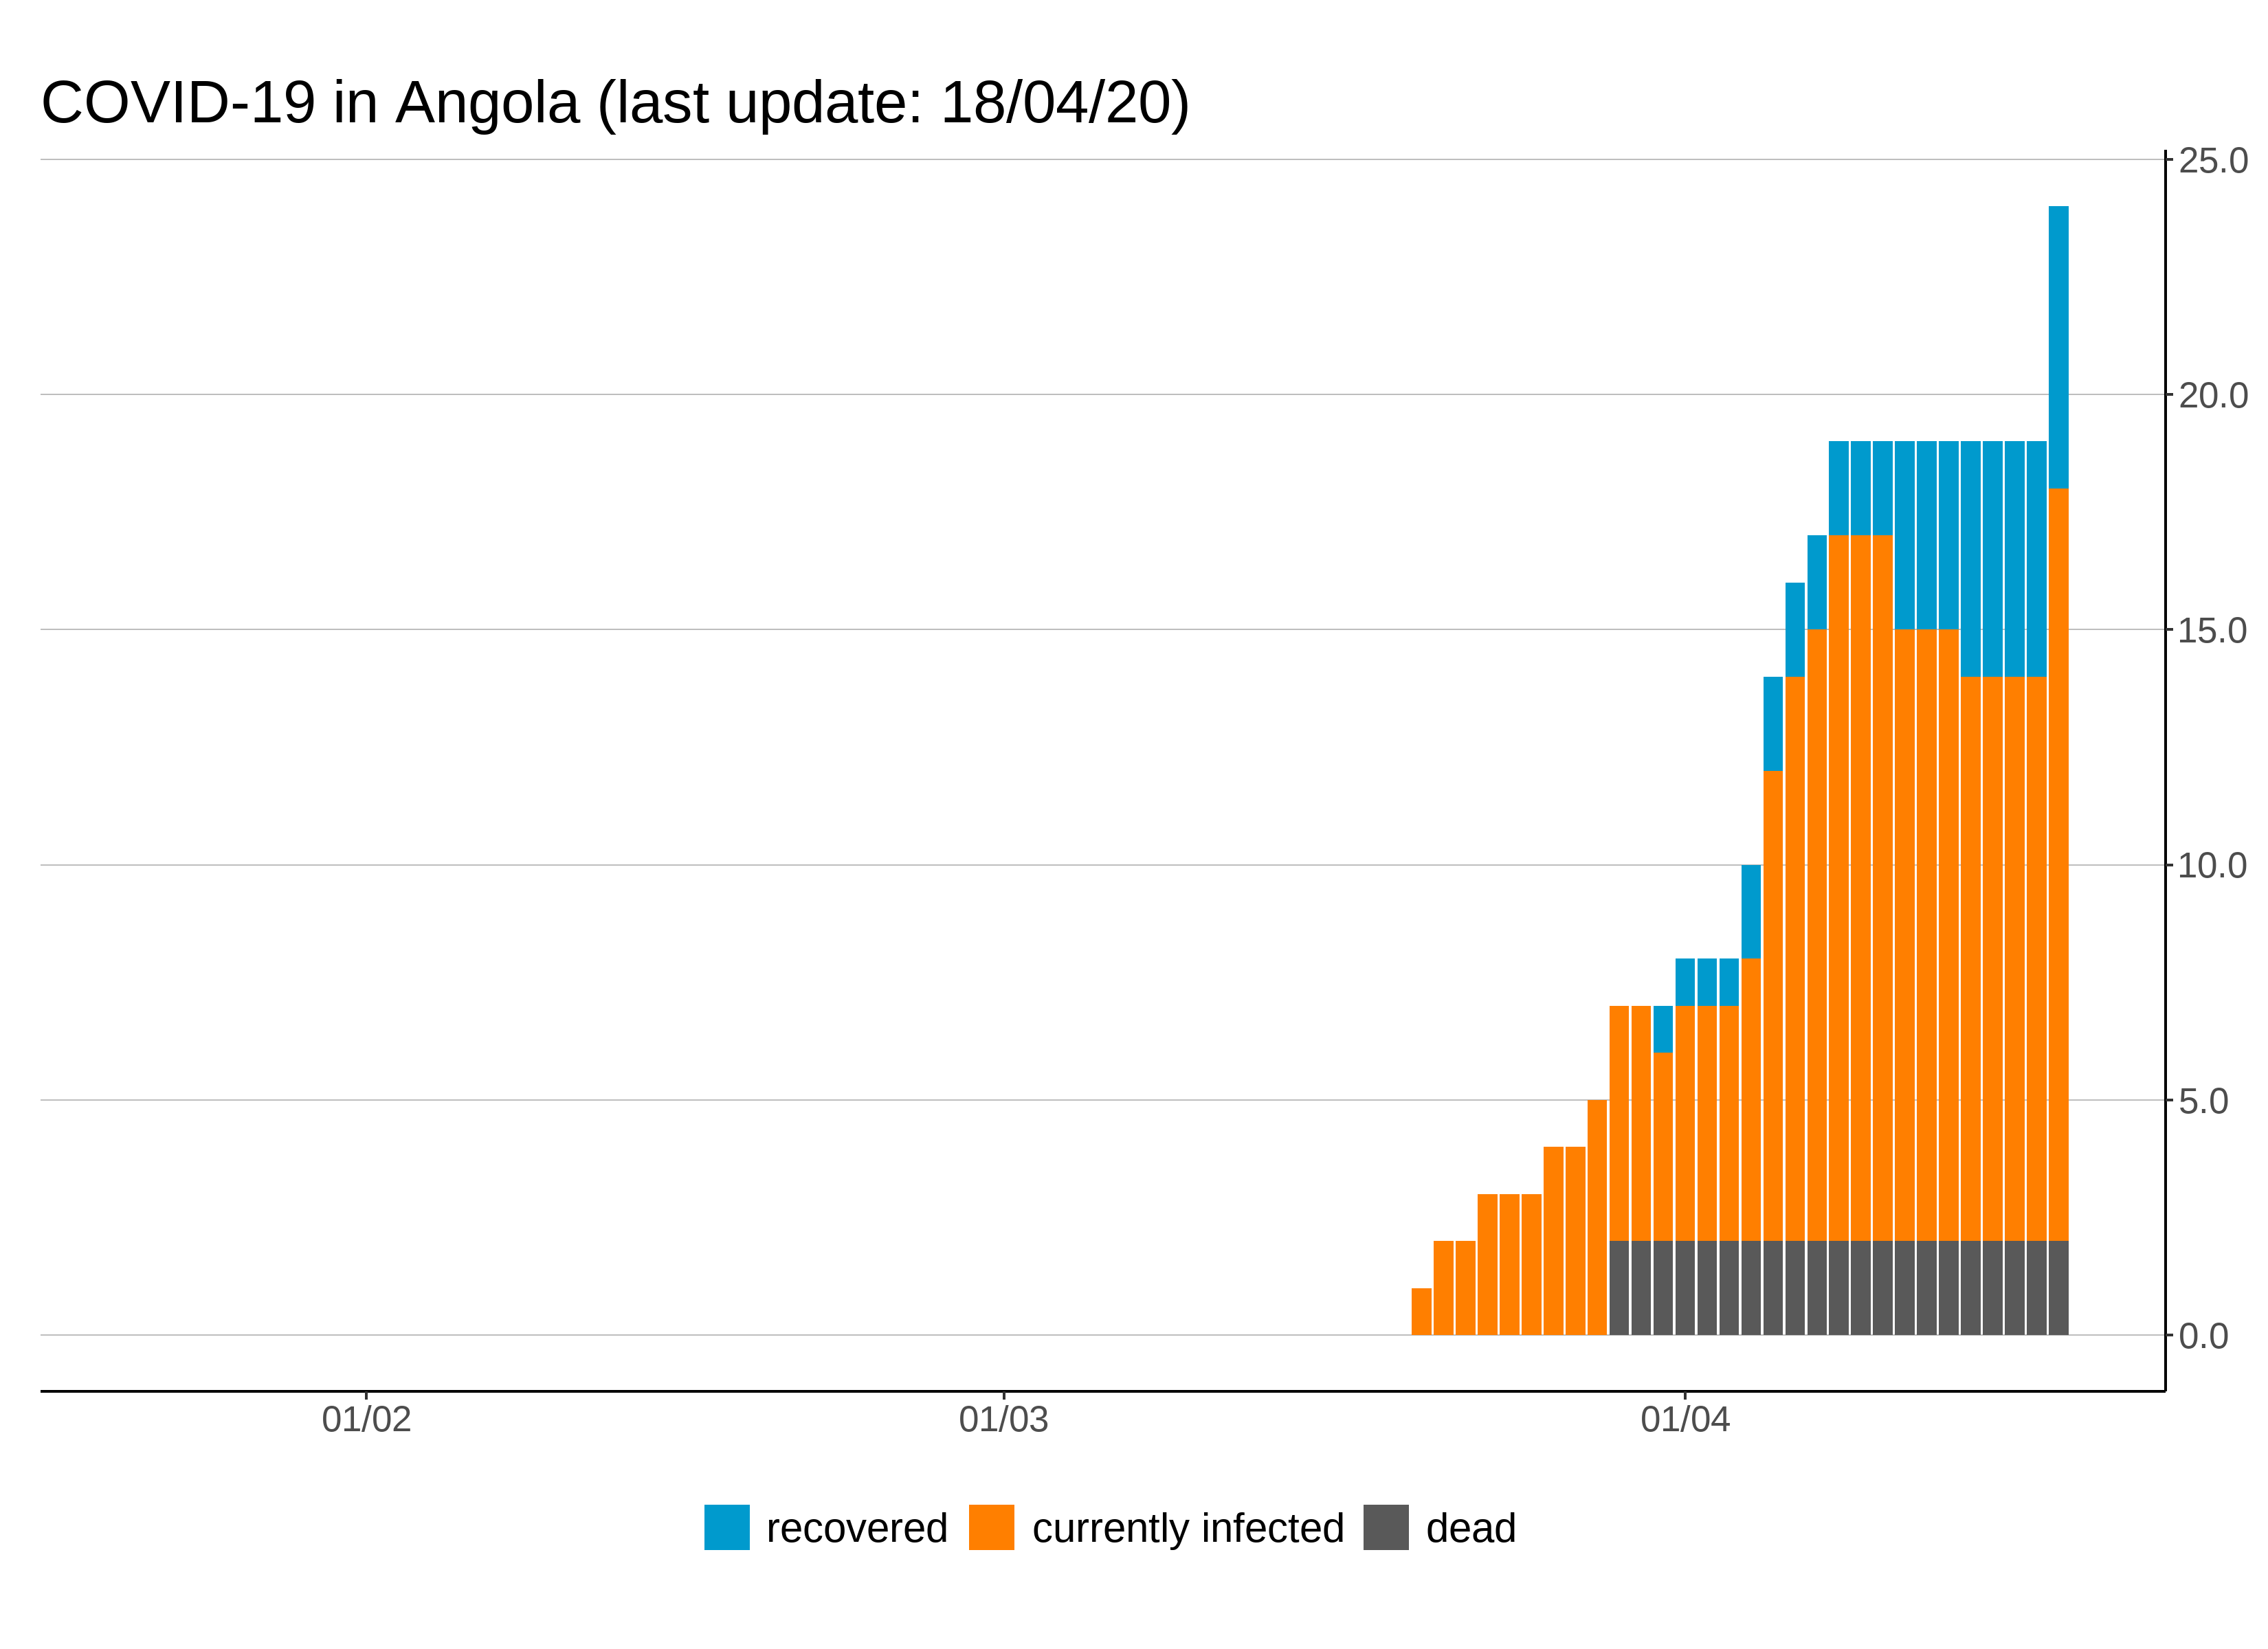 COVID-19 in Angola (last update: 18/04/20)
25.0
20.0
15.0
10.0
5.0
0.0
01/02 01/03 01/04
recovered currently infected dead